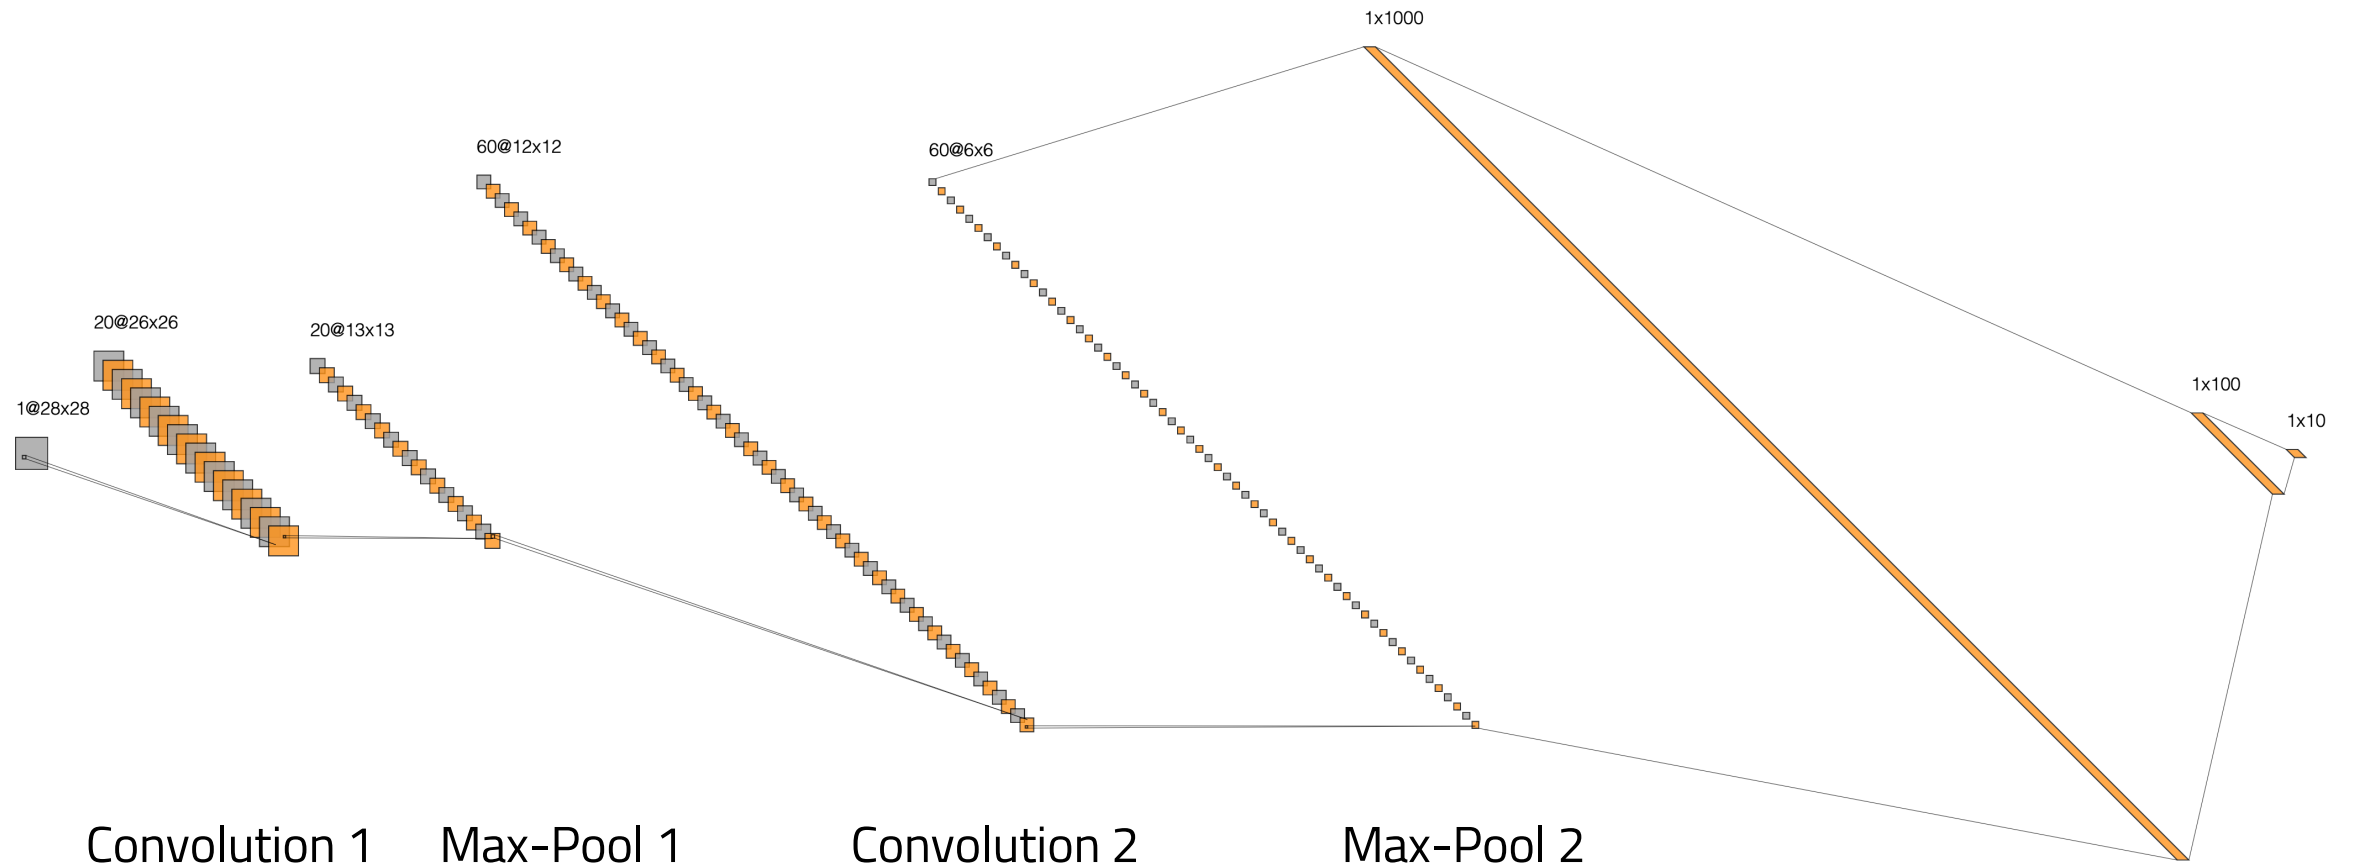 1@28x28
20@26x26
20@13x13
60@12x12
60@6x6
1x1000
1x100
1x10
Convolution 1
Max-Pool 1
Convolution 2
Max-Pool 2